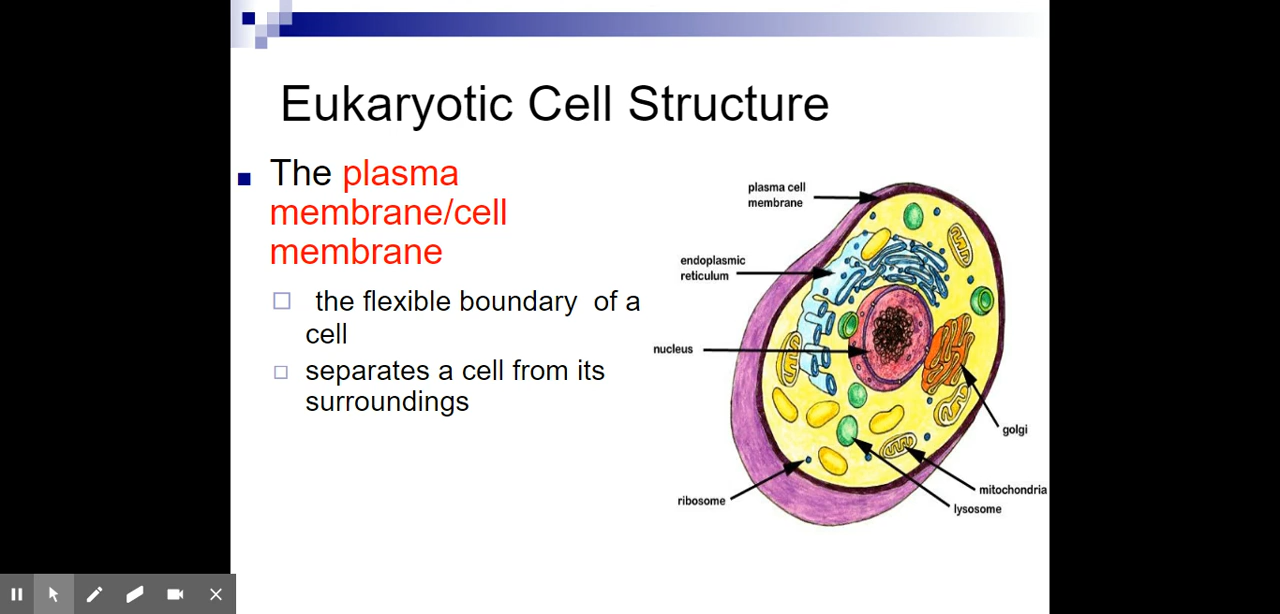 Eukaryotic Cell Structure
The plasma
membrane/cell
membrane
the flexible boundary of a
cell
separates a cell from its
surroundings
plasma cell
membrane
endoplasmic
reticulum
nucleus
golgi
mitochondria
lysosome
ribosome